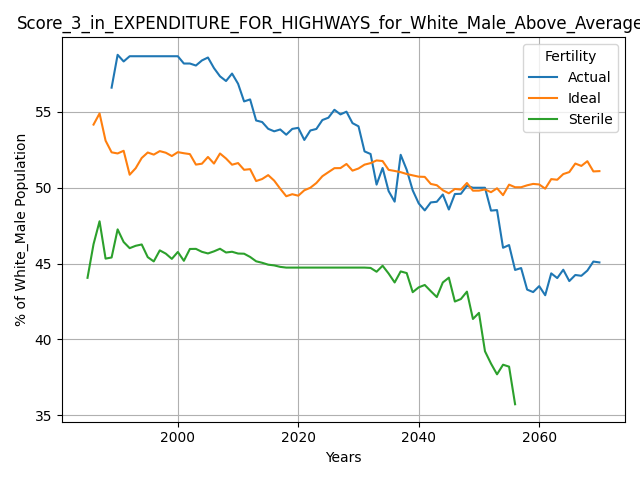 Score_3_in_EXPENDITURE_FOR_HIGHWAYS_for_White_Male_Above_Average
Fertility
Actual
Ideal
Sterile
% of White_Male Population
55
50
45
40
35
2000 2020 2040 2060
Years